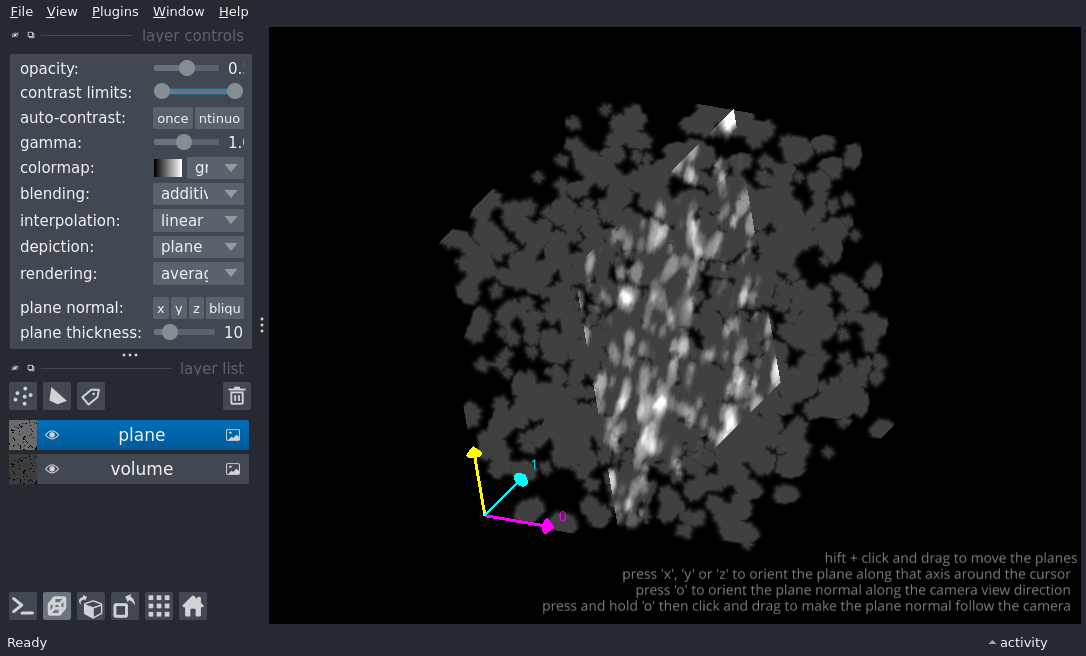 File View Plugins Window Help
layer controls
opacity: 0.
contrast limits:
auto-contrast: once ntinuo
gamma: 1.
colormap: gr
blending: additiv
interpolation: linear
depiction: plane
rendering: averag
plane normal: x y z bliqu
plane thickness: 10
layer list
plane
volume
1
0
hift + click and drag to move the planes
press 'x', 'y' or 'z' to orient the plane along that axis around the cursor
press 'o' to orient the plane normal along the camera view direction
press and hold 'o' then click and drag to make the plane normal follow the camera
Ready
activity